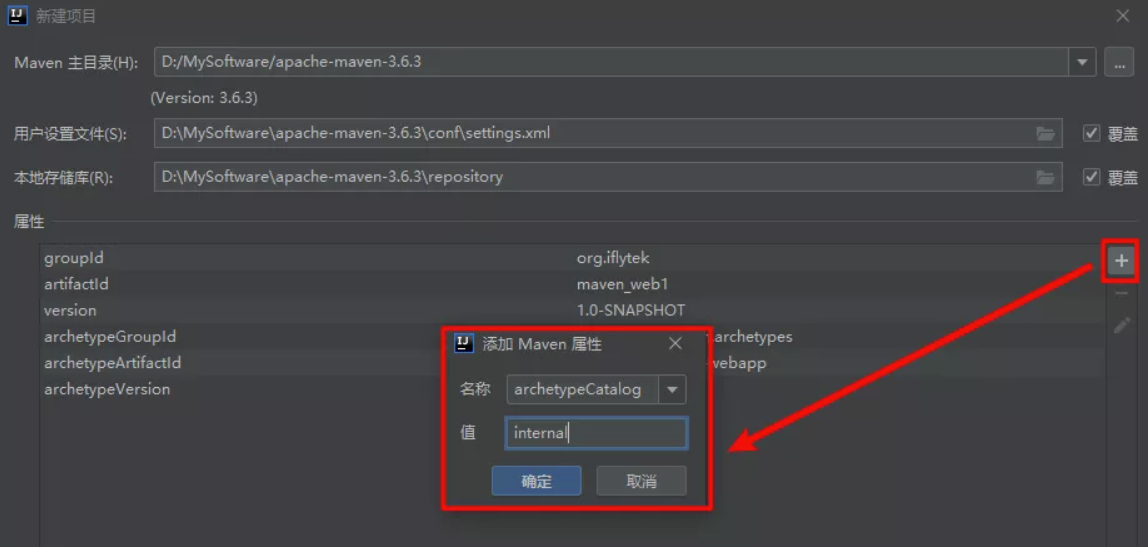 新建项目
Maven 主目录(H): D:/MySoftware/apache-maven-3.6.3 ...
(Version: 3.6.3)
用户设置文件(S): D:\MySoftware\apache-maven-3.6.3\conf\settings.xml 覆盖
本地存储库(R): D:\MySoftware\apache-maven-3.6.3\repository 覆盖
属性
groupId org.iflytek
artifactId maven_web1
version 1.0-SNAPSHOT
archetypeGroupId archetypes
archetypeArtifactId webapp
archetypeVersion
添加 Maven 属性
名称 archetypeCatalog
值 internal
确定 取消